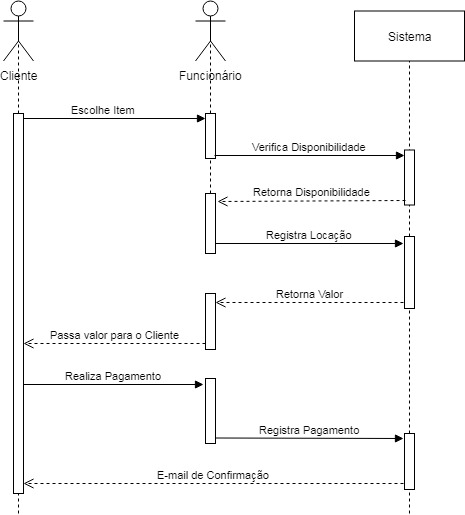 Sistema
Cliente
Funcionário
Escolhe Item
Verifica Disponibilidade
Retorna Disponibilidade
Registra Locação
Retorna Valor
Passa valor para o Cliente
Realiza Pagamento
Registra Pagamento
E-mail de Confirmação